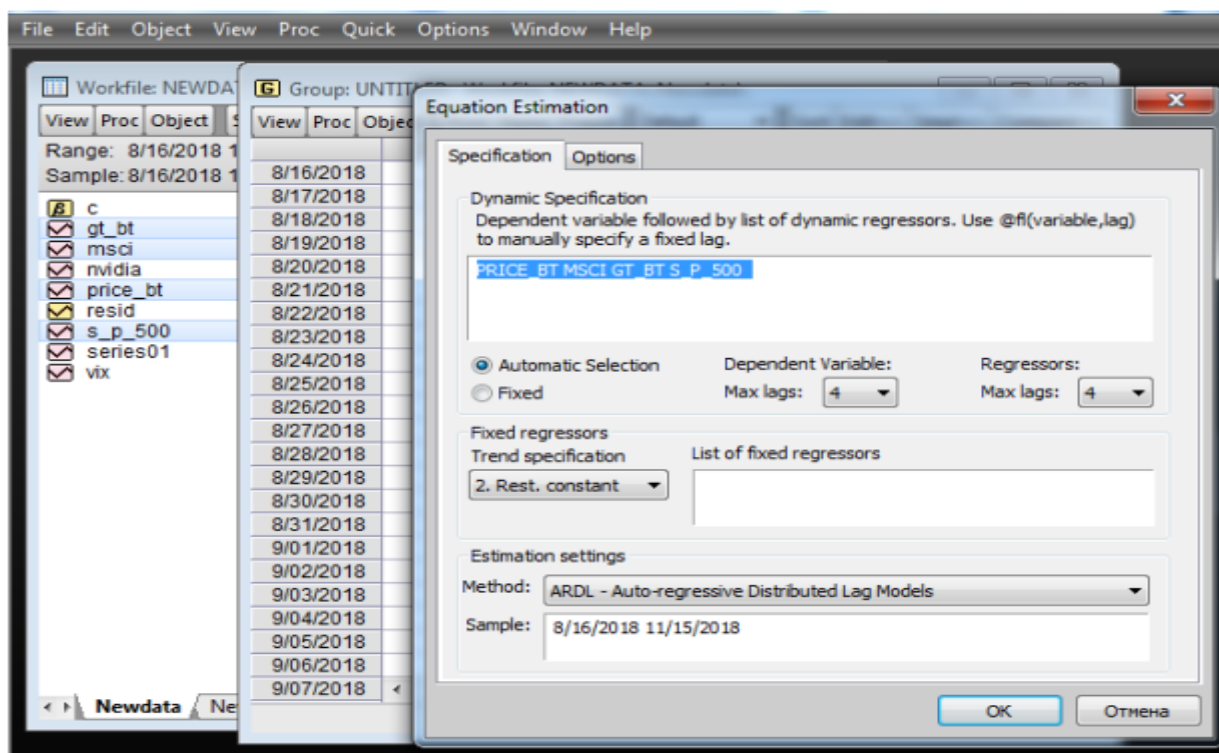 File Edit Object View Proc Quick Options Window Help
Workfile: NEWDA
View Proc Object
Range: 8/16/2018 1
Sample: 8/16/2018 1
c
gt_bt
msci
nvidia
price_bt
resid
s_p_500
series01
vix
Newdata Ne
G Group: UNTIT
View Proc Objec
8/16/2018
8/17/2018
8/18/2018
8/19/2018
8/20/2018
8/21/2018
8/22/2018
8/23/2018
8/24/2018
8/25/2018
8/26/2018
8/27/2018
8/28/2018
8/29/2018
8/30/2018
8/31/2018
9/01/2018
9/02/2018
9/03/2018
9/04/2018
9/05/2018
9/06/2018
9/07/2018
Equation Estimation
Specification Options
Dynamic Specification
Dependent variable followed by list of dynamic regressors. Use @fl(variable,lag)
to manually specify a fixed lag.
PRICE_BT MSCI GT_BT S_P_500
Automatic Selection
Fixed
Dependent Variable:
Max lags: 4
Regressors:
Max lags: 4
Fixed regressors
Trend specification
2. Rest. constant
List of fixed regressors
Estimation settings
Method: ARDL - Auto-regressive Distributed Lag Models
Sample: 8/16/2018 11/15/2018
OK Отмена